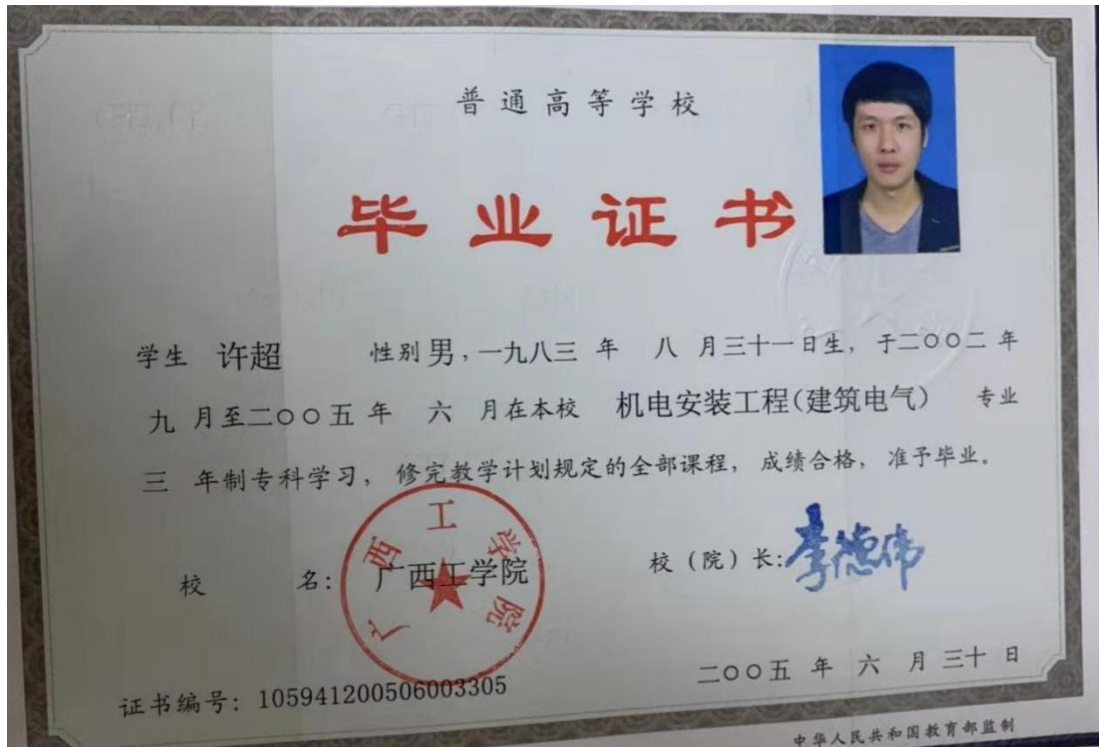 普通高等学校
毕业证书
学生 许超 性别 男，一九八三 年 八 月三十一日生，于二〇〇二 年
九 月至二〇〇五 年 六 月在本校 机电安装工程（建筑电气） 专业
三 年制专科学习，修完教学计划规定的全部课程，成绩合格，准予毕业。
广西工学院
校 名：广西工学院 校（院）长：李德伟
二〇〇五 年 六 月 三十 日
证书编号：105941200506003305
中华人民共和国教育部监制